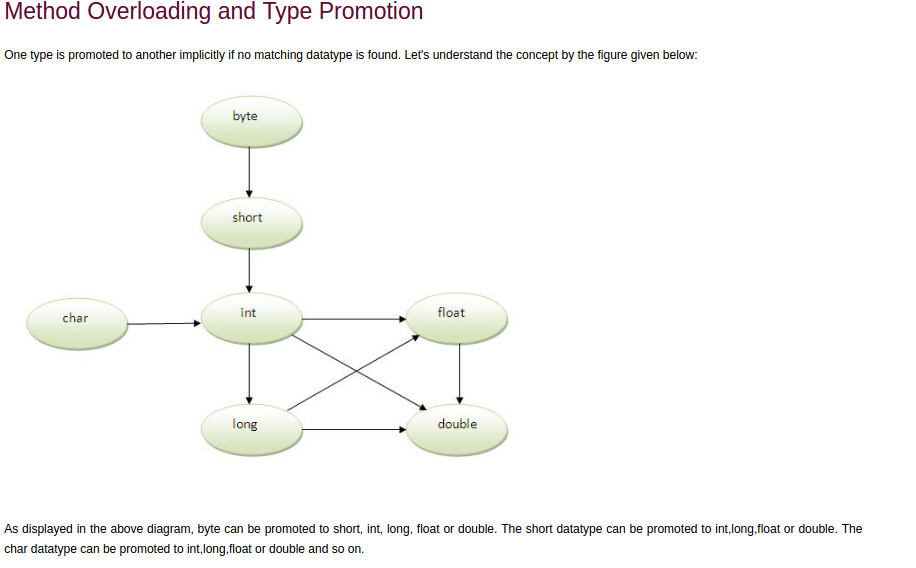 Method Overloading and Type Promotion
One type is promoted to another implicitly if no matching datatype is found. Let's understand the concept by the figure given below:
byte
short
char
int
float
long
double
As displayed in the above diagram, byte can be promoted to short, int, long, float or double. The short datatype can be promoted to int,long,float or double. The
char datatype can be promoted to int,long,float or double and so on.